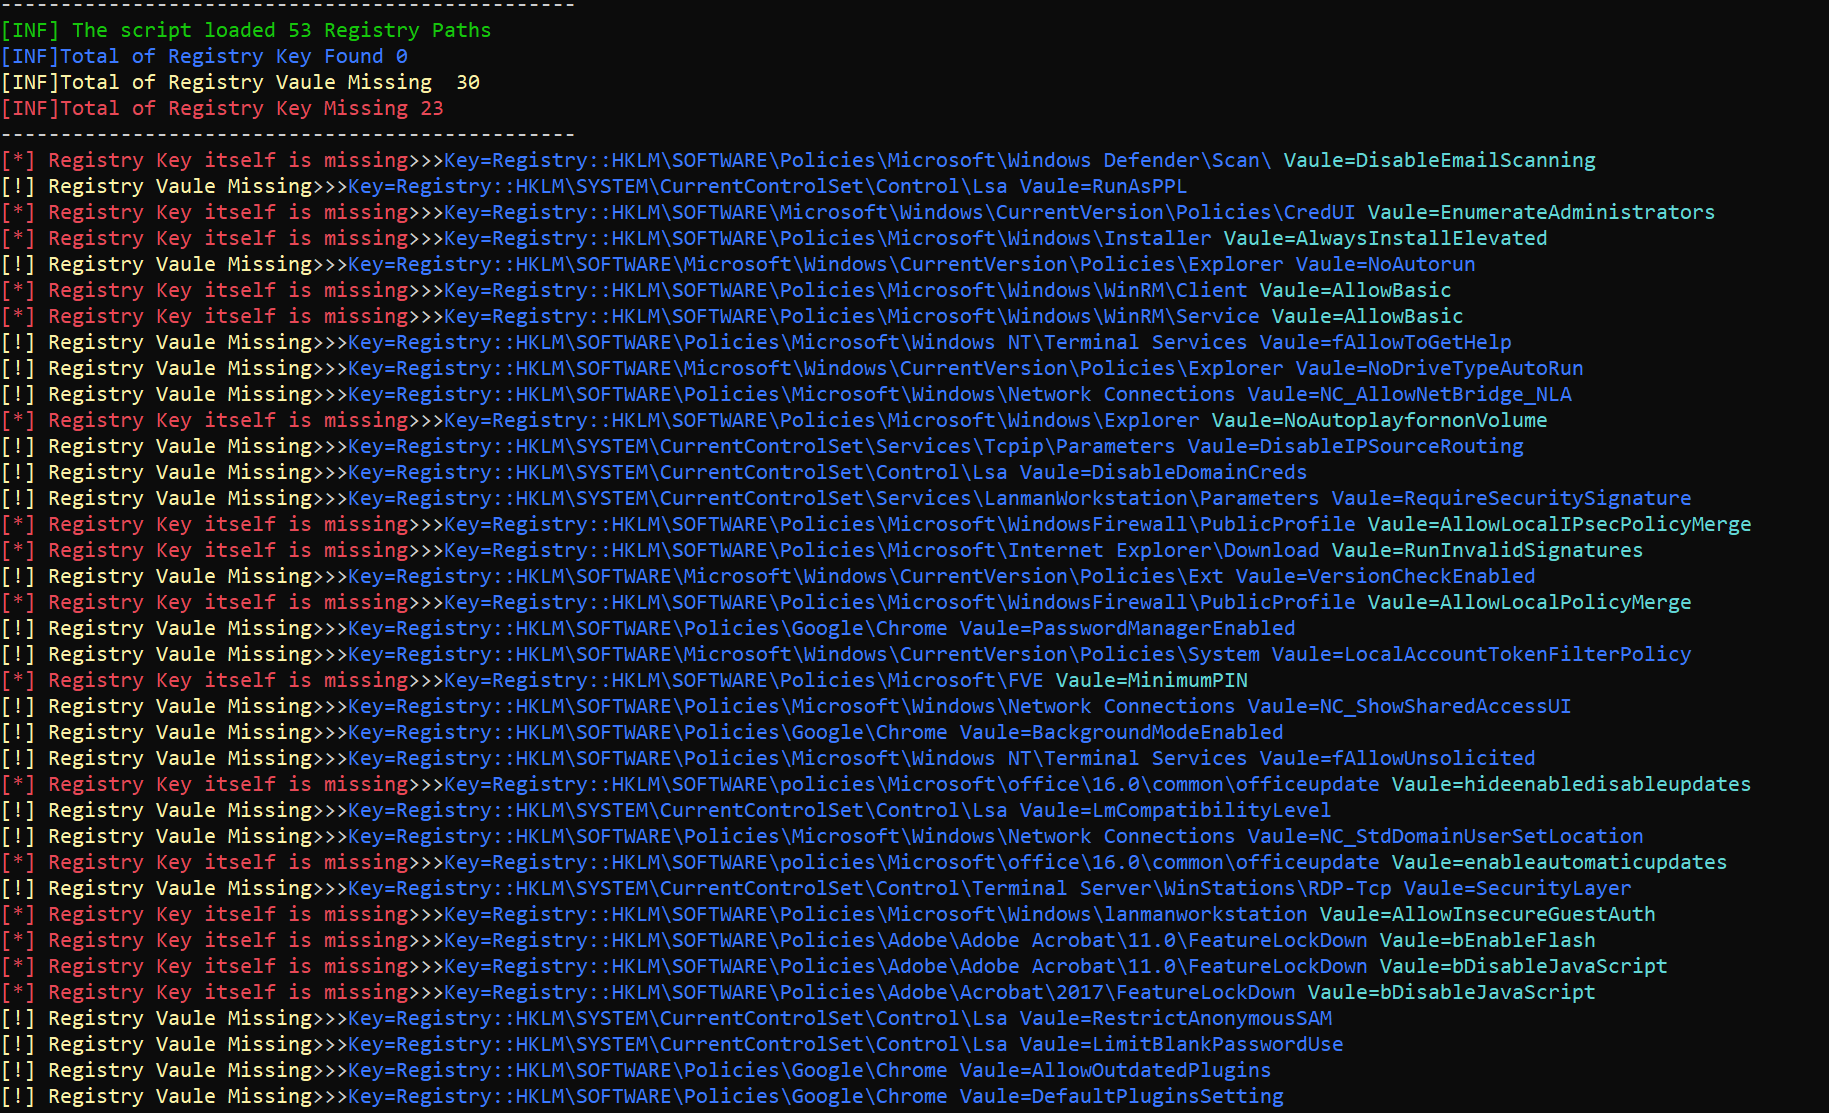 ------------------------------------------------
[INF] The script loaded 53 Registry Paths
[INF]Total of Registry Key Found 0
[INF]Total of Registry Vaule Missing  30
[INF]Total of Registry Key Missing 23
------------------------------------------------
[*] Registry Key itself is missing>>>Key=Registry::HKLM\SOFTWARE\Policies\Microsoft\Windows Defender\Scan\ Vaule=DisableEmailScanning
[!] Registry Vaule Missing>>>Key=Registry::HKLM\SYSTEM\CurrentControlSet\Control\Lsa Vaule=RunAsPPL
[*] Registry Key itself is missing>>>Key=Registry::HKLM\SOFTWARE\Microsoft\Windows\CurrentVersion\Policies\CredUI Vaule=EnumerateAdministrators
[*] Registry Key itself is missing>>>Key=Registry::HKLM\SOFTWARE\Policies\Microsoft\Windows\Installer Vaule=AlwaysInstallElevated
[!] Registry Vaule Missing>>>Key=Registry::HKLM\SOFTWARE\Microsoft\Windows\CurrentVersion\Policies\Explorer Vaule=NoAutorun
[*] Registry Key itself is missing>>>Key=Registry::HKLM\SOFTWARE\Policies\Microsoft\Windows\WinRM\Client Vaule=AllowBasic
[*] Registry Key itself is missing>>>Key=Registry::HKLM\SOFTWARE\Policies\Microsoft\Windows\WinRM\Service Vaule=AllowBasic
[!] Registry Vaule Missing>>>Key=Registry::HKLM\SOFTWARE\Policies\Microsoft\Windows NT\Terminal Services Vaule=fAllowToGetHelp
[!] Registry Vaule Missing>>>Key=Registry::HKLM\SOFTWARE\Microsoft\Windows\CurrentVersion\Policies\Explorer Vaule=NoDriveTypeAutoRun
[!] Registry Vaule Missing>>>Key=Registry::HKLM\SOFTWARE\Policies\Microsoft\Windows\Network Connections Vaule=NC_AllowNetBridge_NLA
[*] Registry Key itself is missing>>>Key=Registry::HKLM\SOFTWARE\Policies\Microsoft\Windows\Explorer Vaule=NoAutoplayfornonVolume
[!] Registry Vaule Missing>>>Key=Registry::HKLM\SYSTEM\CurrentControlSet\Services\Tcpip\Parameters Vaule=DisableIPSourceRouting
[!] Registry Vaule Missing>>>Key=Registry::HKLM\SYSTEM\CurrentControlSet\Control\Lsa Vaule=DisableDomainCreds
[!] Registry Vaule Missing>>>Key=Registry::HKLM\SYSTEM\CurrentControlSet\Services\LanmanWorkstation\Parameters Vaule=RequireSecuritySignature
[*] Registry Key itself is missing>>>Key=Registry::HKLM\SOFTWARE\Policies\Microsoft\WindowsFirewall\PublicProfile Vaule=AllowLocalIPsecPolicyMerge
[*] Registry Key itself is missing>>>Key=Registry::HKLM\SOFTWARE\Policies\Microsoft\Internet Explorer\Download Vaule=RunInvalidSignatures
[!] Registry Vaule Missing>>>Key=Registry::HKLM\SOFTWARE\Microsoft\Windows\CurrentVersion\Policies\Ext Vaule=VersionCheckEnabled
[*] Registry Key itself is missing>>>Key=Registry::HKLM\SOFTWARE\Policies\Microsoft\WindowsFirewall\PublicProfile Vaule=AllowLocalPolicyMerge
[!] Registry Vaule Missing>>>Key=Registry::HKLM\SOFTWARE\Policies\Google\Chrome Vaule=PasswordManagerEnabled
[!] Registry Vaule Missing>>>Key=Registry::HKLM\SOFTWARE\Microsoft\Windows\CurrentVersion\Policies\System Vaule=LocalAccountTokenFilterPolicy
[*] Registry Key itself is missing>>>Key=Registry::HKLM\SOFTWARE\Policies\Microsoft\FVE Vaule=MinimumPIN
[!] Registry Vaule Missing>>>Key=Registry::HKLM\SOFTWARE\Policies\Microsoft\Windows\Network Connections Vaule=NC_ShowSharedAccessUI
[!] Registry Vaule Missing>>>Key=Registry::HKLM\SOFTWARE\Policies\Google\Chrome Vaule=BackgroundModeEnabled
[!] Registry Vaule Missing>>>Key=Registry::HKLM\SOFTWARE\Policies\Microsoft\Windows NT\Terminal Services Vaule=fAllowUnsolicited
[*] Registry Key itself is missing>>>Key=Registry::HKLM\SOFTWARE\policies\Microsoft\office\16.0\common\officeupdate Vaule=hideenabledisableupdates
[!] Registry Vaule Missing>>>Key=Registry::HKLM\SYSTEM\CurrentControlSet\Control\Lsa Vaule=LmCompatibilityLevel
[!] Registry Vaule Missing>>>Key=Registry::HKLM\SOFTWARE\Policies\Microsoft\Windows\Network Connections Vaule=NC_StdDomainUserSetLocation
[*] Registry Key itself is missing>>>Key=Registry::HKLM\SOFTWARE\policies\Microsoft\office\16.0\common\officeupdate Vaule=enableautomaticupdates
[!] Registry Vaule Missing>>>Key=Registry::HKLM\SYSTEM\CurrentControlSet\Control\Terminal Server\WinStations\RDP-Tcp Vaule=SecurityLayer
[*] Registry Key itself is missing>>>Key=Registry::HKLM\SOFTWARE\Policies\Microsoft\Windows\lanmanworkstation Vaule=AllowInsecureGuestAuth
[*] Registry Key itself is missing>>>Key=Registry::HKLM\SOFTWARE\Policies\Adobe\Adobe Acrobat\11.0\FeatureLockDown Vaule=bEnableFlash
[*] Registry Key itself is missing>>>Key=Registry::HKLM\SOFTWARE\Policies\Adobe\Adobe Acrobat\11.0\FeatureLockDown Vaule=bDisableJavaScript
[*] Registry Key itself is missing>>>Key=Registry::HKLM\SOFTWARE\Policies\Adobe\Acrobat\2017\FeatureLockDown Vaule=bDisableJavaScript
[!] Registry Vaule Missing>>>Key=Registry::HKLM\SYSTEM\CurrentControlSet\Control\Lsa Vaule=RestrictAnonymousSAM
[!] Registry Vaule Missing>>>Key=Registry::HKLM\SYSTEM\CurrentControlSet\Control\Lsa Vaule=LimitBlankPasswordUse
[!] Registry Vaule Missing>>>Key=Registry::HKLM\SOFTWARE\Policies\Google\Chrome Vaule=AllowOutdatedPlugins
[!] Registry Vaule Missing>>>Key=Registry::HKLM\SOFTWARE\Policies\Google\Chrome Vaule=DefaultPluginsSetting